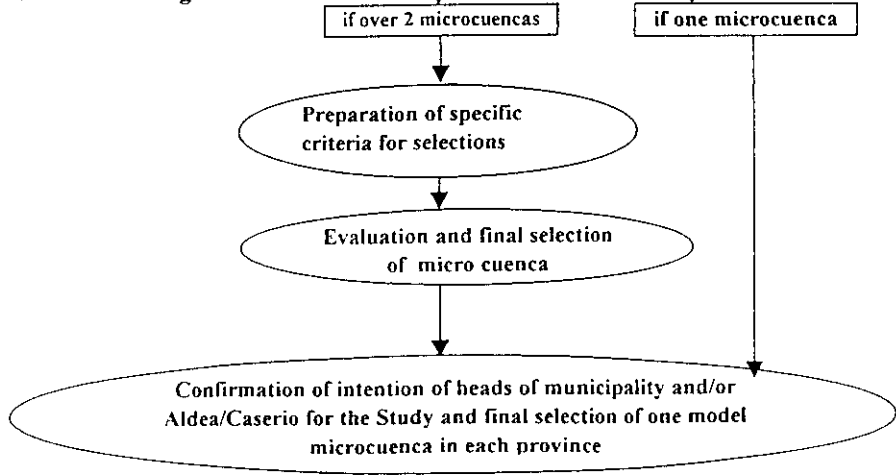 if over 2 microcuencas
if one microcuenca
Preparation of specific
criteria for selections
Evaluation and final selection
of micro cuenca
Confirmation of intention of heads of municipality and/or
Aldea/Caserio for the Study and final selection of one model
microcuenca in each province